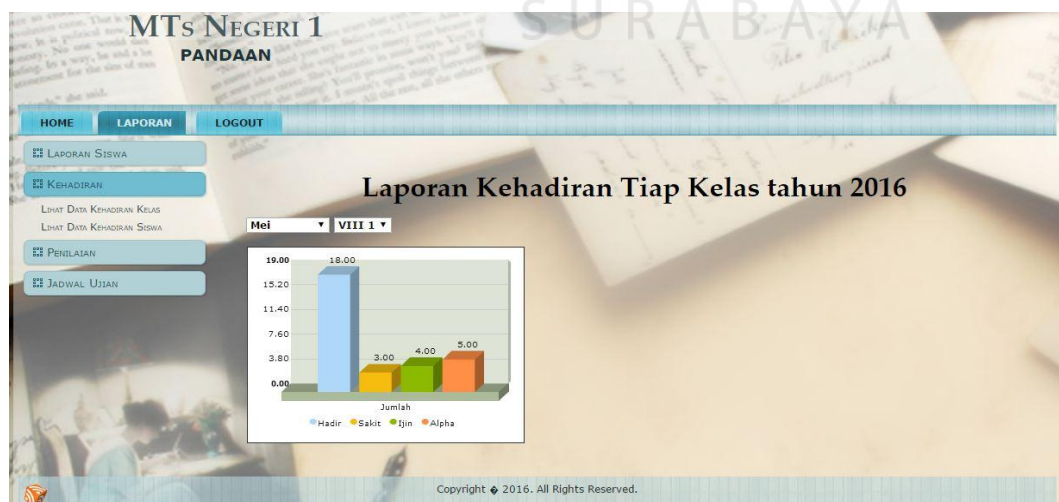 SURABAYA
MTs Negeri 1
PANDAAN
HOME LAPORAN LOGOUT
Laporan Siswa
Kehadiran
Lihat Data Kehadiran Kelas
Lihat Data Kehadiran Siswa
Penilaian
Jadwal Ujian
Laporan Kehadiran Tiap Kelas tahun 2016
Mei VIII 1
19.00
15.20
11.40
7.60
3.80
0.00
18.00
3.00
4.00
5.00
Jumlah
Hadir Sakit Ijin Alpha
Copyright � 2016. All Rights Reserved.